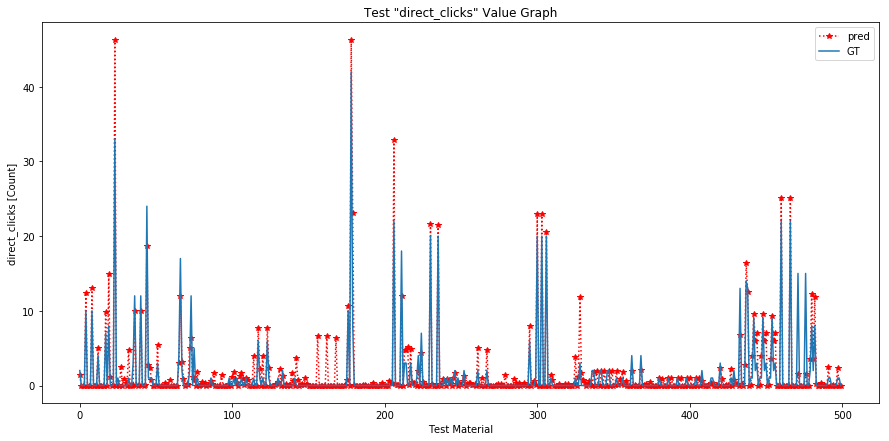 Test "direct_clicks" Value Graph
pred
GT
direct_clicks [Count]
40
30
20
10
0
0 100 200 300 400 500
Test Material